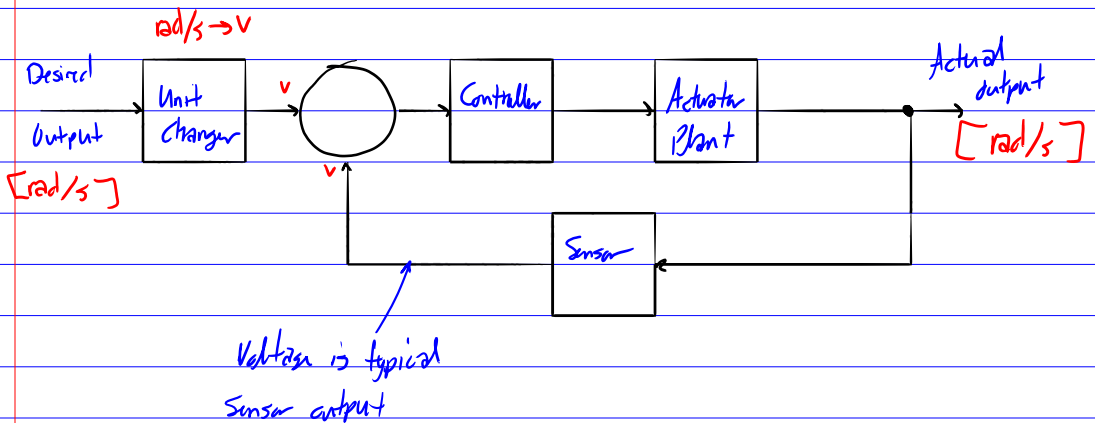 rad/s → V
Desired
Output
[rad/s]
Unit
Changer
V
V
Controller
Actuator
Plant
Actual
output
[rad/s]
Sensor
Voltage is typical
Sensor output